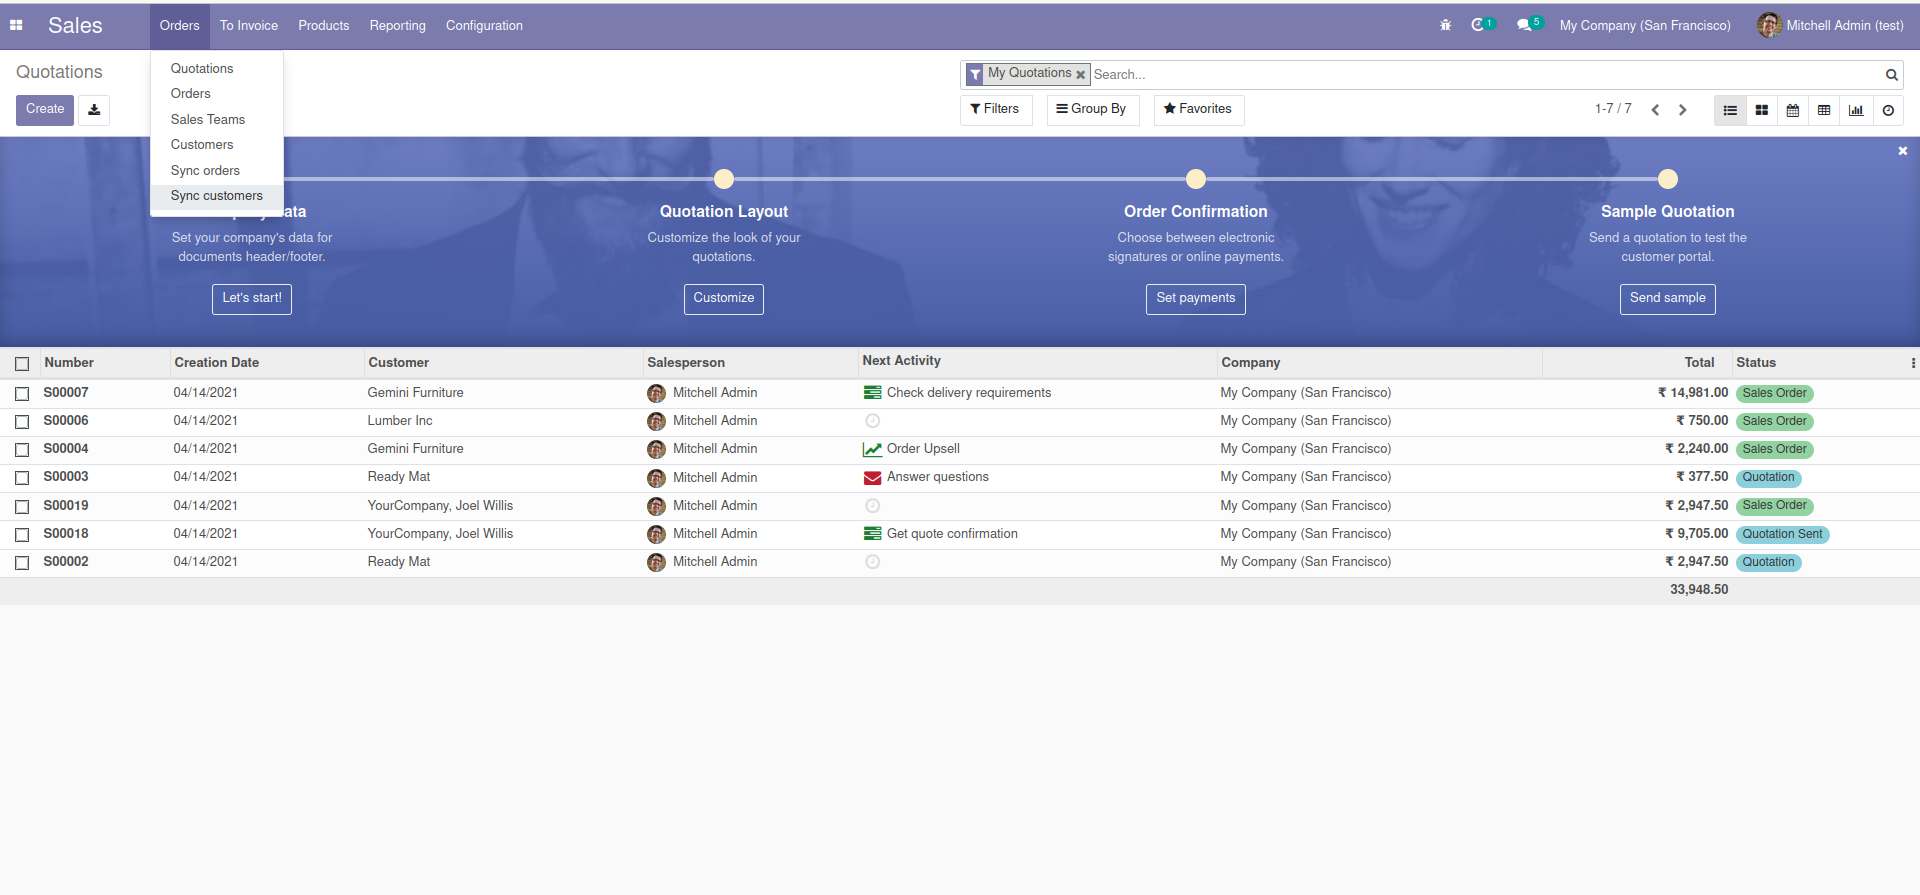 Sales Orders To Invoice Products Reporting Configuration 1 5 My Company (San Francisco) Mitchell Admin (test)
Quotations
Create
Quotations
Orders
Sales Teams
Customers
Sync orders
Sync customers
My Quotations Search...
Filters Group By Favorites 1-7 / 7
Set your company's data for
documents header/footer.
Let's start!
Quotation Layout
Customize the look of your
quotations.
Customize
Order Confirmation
Choose between electronic
signatures or online payments.
Set payments
Sample Quotation
Send a quotation to test the
customer portal.
Send sample
Number Creation Date Customer Salesperson Next Activity Company Total Status
S00007 04/14/2021 Gemini Furniture Mitchell Admin Check delivery requirements My Company (San Francisco) ₹ 14,981.00 Sales Order
S00006 04/14/2021 Lumber Inc Mitchell Admin My Company (San Francisco) ₹ 750.00 Sales Order
S00004 04/14/2021 Gemini Furniture Mitchell Admin Order Upsell My Company (San Francisco) ₹ 2,240.00 Sales Order
S00003 04/14/2021 Ready Mat Mitchell Admin Answer questions My Company (San Francisco) ₹ 377.50 Quotation
S00019 04/14/2021 YourCompany, Joel Willis Mitchell Admin My Company (San Francisco) ₹ 2,947.50 Sales Order
S00018 04/14/2021 YourCompany, Joel Willis Mitchell Admin Get quote confirmation My Company (San Francisco) ₹ 9,705.00 Quotation Sent
S00002 04/14/2021 Ready Mat Mitchell Admin My Company (San Francisco) ₹ 2,947.50 Quotation
33,948.50